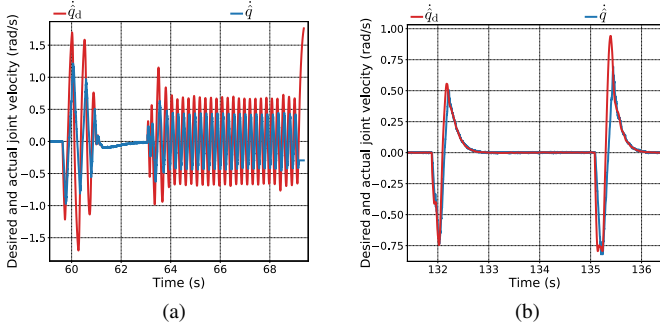 q̇̂d q̇̂
Desired and actual joint velocity (rad/s)
1.5
1.0
0.5
0.0
−0.5
−1.0
−1.5
60 62 64 66 68
Time (s)
(a)
q̇̂d q̇̂
Desired and actual joint velocity (rad/s)
1.00
0.75
0.50
0.25
0.00
−0.25
−0.50
−0.75
132 133 134 135 136
Time (s)
(b)